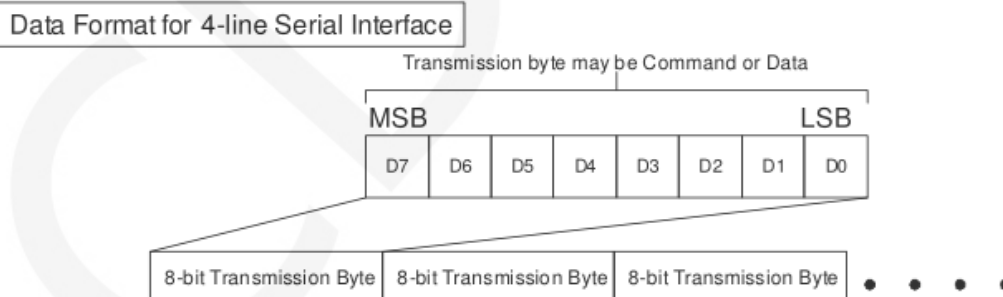 Data Format for 4-line Serial Interface
Transmission byte may be Command or Data
MSB LSB
D7 D6 D5 D4 D3 D2 D1 D0
8-bit Transmission Byte 8-bit Transmission Byte 8-bit Transmission Byte